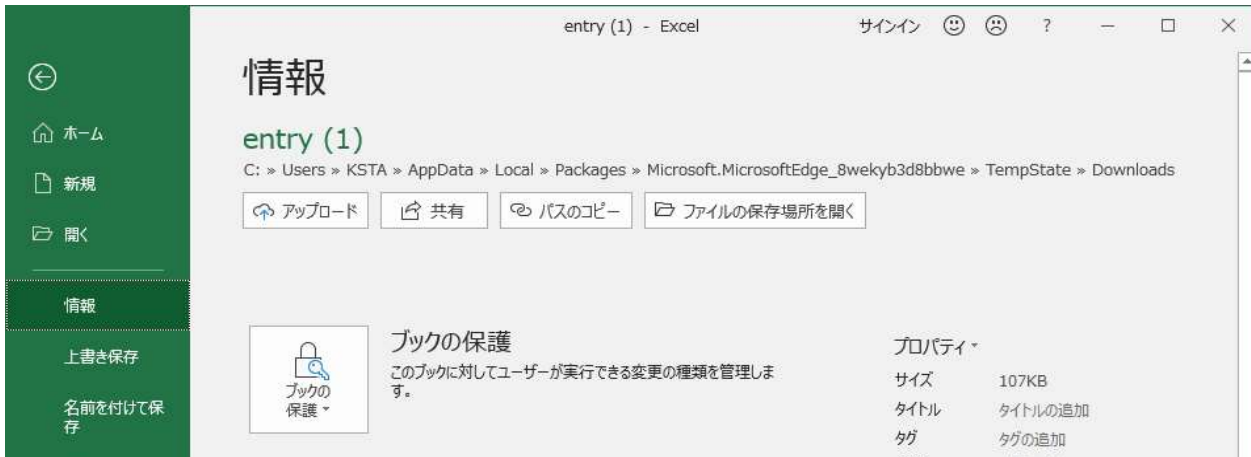 entry (1) - Excel サインイン ?
情報
entry (1)
C: » Users » KSTA » AppData » Local » Packages » Microsoft.MicrosoftEdge_8wekyb3d8bbwe » TempState » Downloads
アップロード 共有 パスのコピー ファイルの保存場所を開く
ホーム
新規
開く
情報
上書き保存
名前を付けて保
存
ブックの
保護
ブックの保護
このブックに対してユーザーが実行できる変更の種類を管理しま
す。
プロパティ
サイズ 107KB
タイトル タイトルの追加
タグ タグの追加